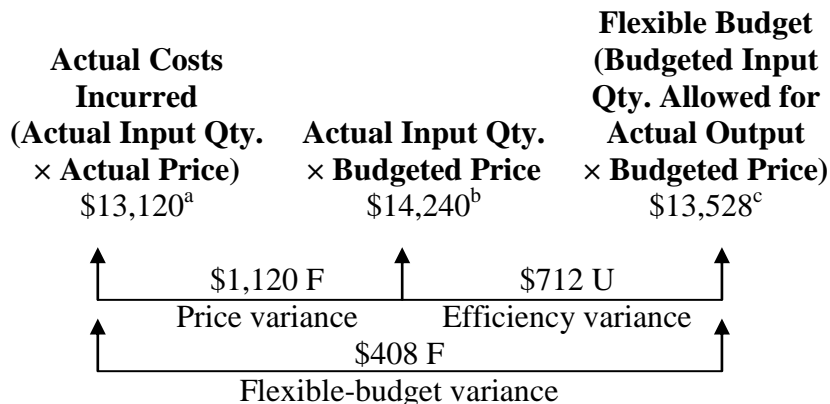 Actual Costs
Incurred
(Actual Input Qty.
× Actual Price)
$13,120a
Actual Input Qty.
× Budgeted Price
$14,240b
Flexible Budget
(Budgeted Input
Qty. Allowed for
Actual Output
× Budgeted Price)
$13,528c
$1,120 F
Price variance
$712 U
Efficiency variance
$408 F
Flexible-budget variance